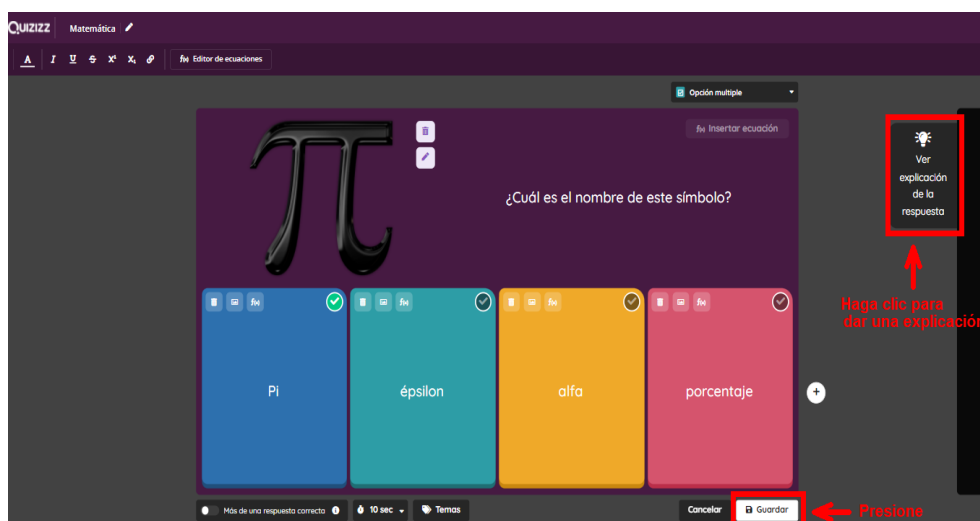 QUIZIZZ Matemática
A I U S X² X₁ f(x) Editor de ecuaciones
Opción multiple
π
f(x) Insertar ecuación
¿Cuál es el nombre de este símbolo?
Ver
explicación
de la
respuesta
Haga clic para
dar una explicación
f(x) f(x) f(x) f(x)
Pi épsilon alfa porcentaje
+
Más de una respuesta correcta 10 sec Temas Cancelar Guardar Presione